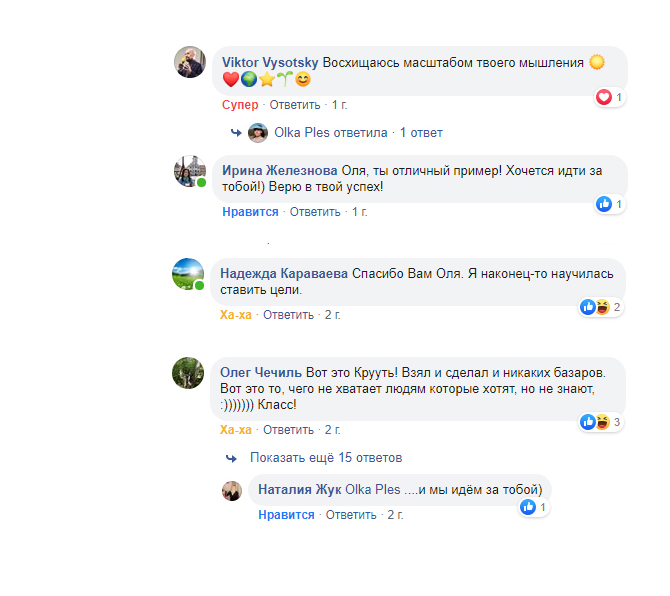 Viktor Vysotsky Восхищаюсь масштабом твоего мышления ☀️
❤️🌍⭐🌱😊
1
Супер · Ответить · 1 г.
Olka Ples ответила · 1 ответ
Ирина Железнова Оля, ты отличный пример! Хочется идти за
тобой!) Верю в твой успех!
1
Нравится · Ответить · 1 г.
Надежда Караваева Спасибо Вам Оля. Я наконец-то научилась
ставить цели.
2
Ха-ха · Ответить · 2 г.
Олег Чечиль Вот это Круууть! Взял и сделал и никаких базаров.
Вот это то, чего не хватает людям которые хотят, но не знают,
:))))))) Класс!
3
Ха-ха · Ответить · 2 г.
Показать ещё 15 ответов
Наталия Жук Olka Ples ....и мы идём за тобой)
1
Нравится · Ответить · 2 г.